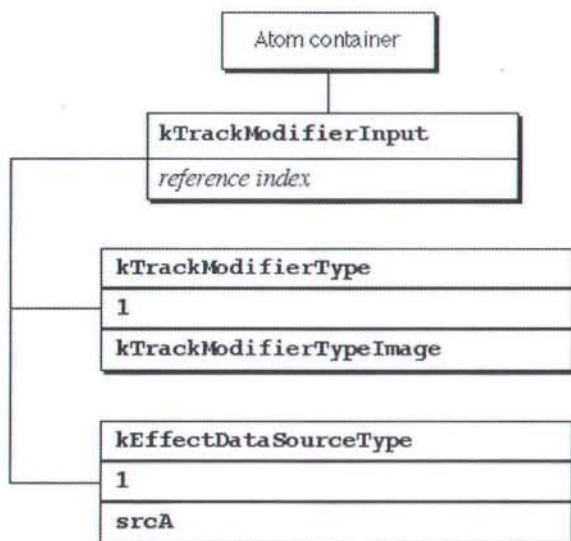 Atom container
kTrackModifierInput
reference index
kTrackModifierType
1
kTrackModifierTypeImage
kEffectDataSourceType
1
srcA